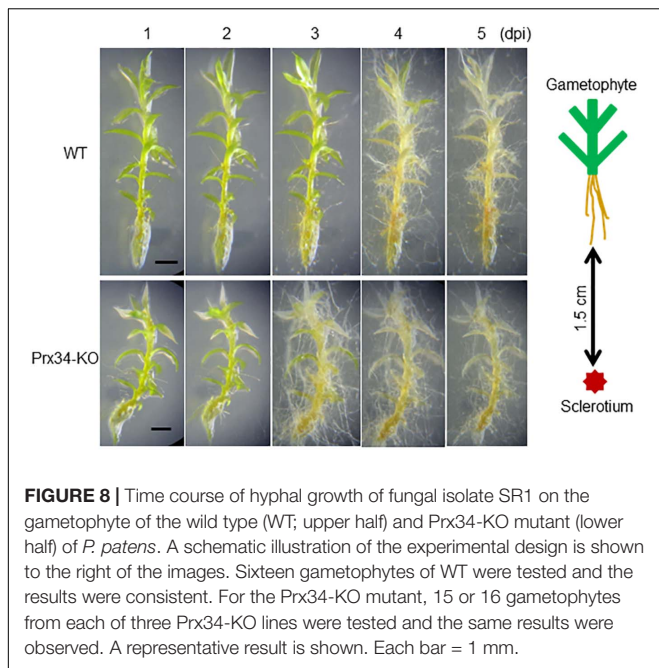 1 2 3 4 5 (dpi)
WT
Prx34-KO
Gametophyte
1.5 cm
Sclerotium
FIGURE 8 | Time course of hyphal growth of fungal isolate SR1 on the
gametophyte of the wild type (WT; upper half) and Prx34-KO mutant (lower
half) of P. patens. A schematic illustration of the experimental design is shown
to the right of the images. Sixteen gametophytes of WT were tested and the
results were consistent. For the Prx34-KO mutant, 15 or 16 gametophytes
from each of three Prx34-KO lines were tested and the same results were
observed. A representative result is shown. Each bar = 1 mm.